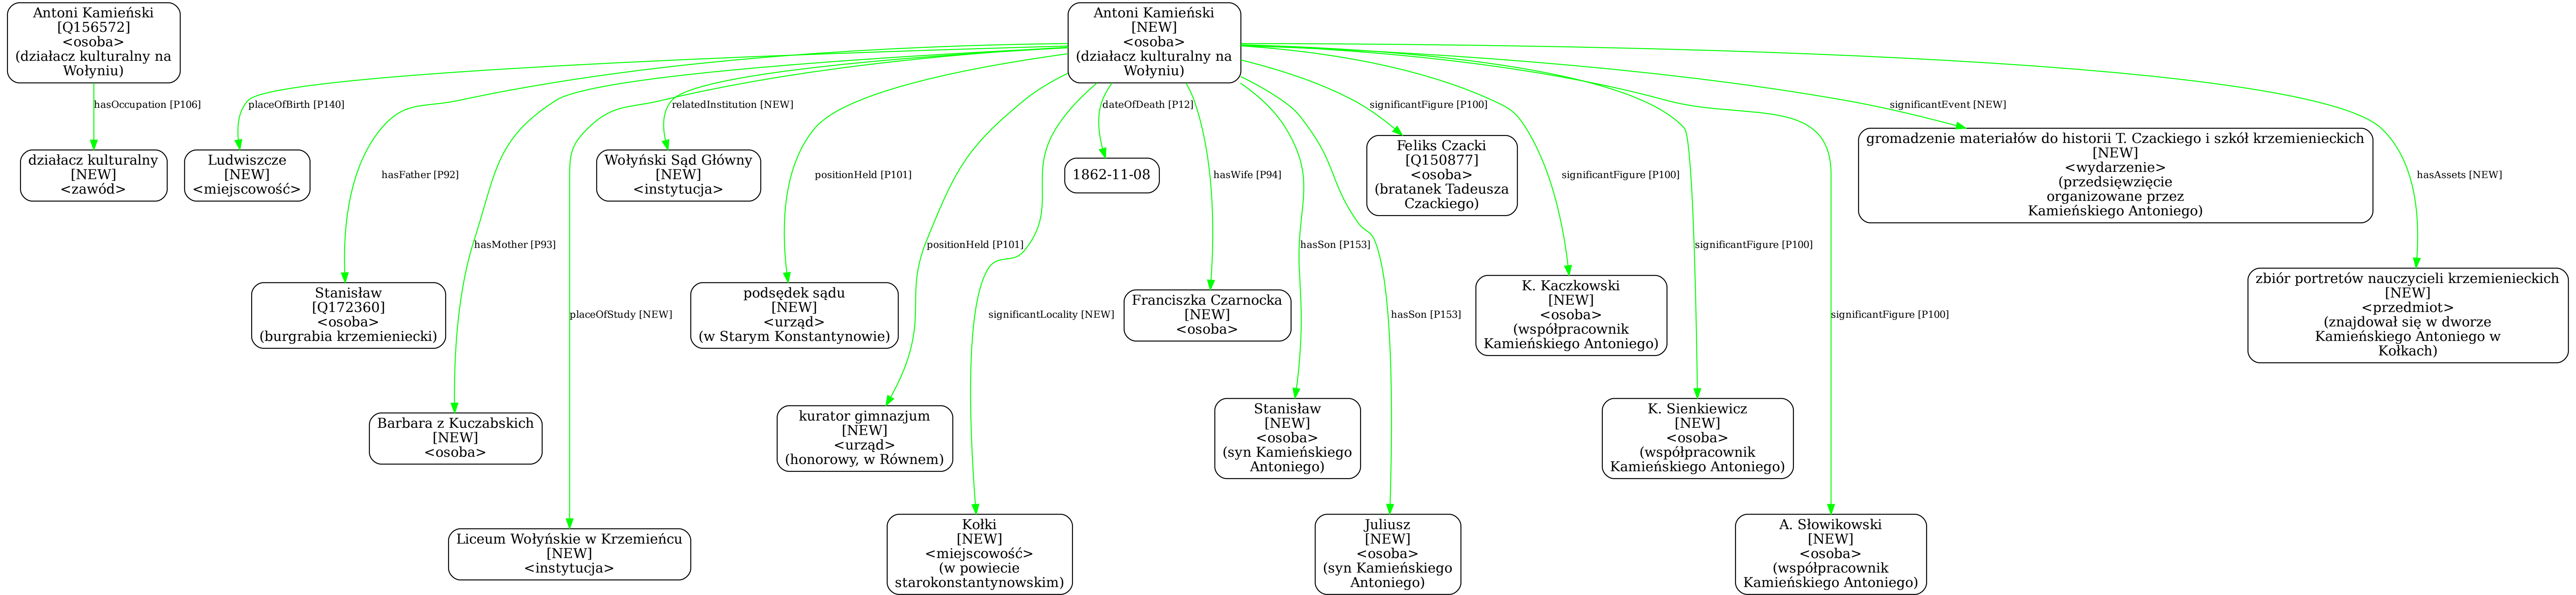 Antoni Kamieński
[Q156572]
<osoba>
(działacz kulturalny na
Wołyniu)
Antoni Kamieński
[NEW]
<osoba>
(działacz kulturalny na
Wołyniu)
hasOccupation [P106]
placeOfBirth [P140]
relatedInstitution [NEW]
dateOfDeath [P12]
significantFigure [P100]
significantEvent [NEW]
działacz kulturalny
[NEW]
<zawód>
Ludwiszcze
[NEW]
<miejscowość>
hasFather [P92]
Wołyński Sąd Główny
[NEW]
<instytucja>
positionHeld [P101]
1862-11-08
hasWife [P94]
Feliks Czacki
[Q150877]
<osoba>
(bratanek Tadeusza
Czackiego)
significantFigure [P100]
gromadzenie materiałów do historii T. Czackiego i szkół krzemienieckich
[NEW]
<wydarzenie>
(przedsięwzięcie
organizowane przez
Kamieńskiego Antoniego)
hasAssets [NEW]
hasMother [P93]
positionHeld [P101]
hasSon [P153]
significantFigure [P100]
Stanisław
[Q172360]
<osoba>
(burgrabia krzemieniecki)
placeOfStudy [NEW]
podsędek sądu
[NEW]
<urząd>
(w Starym Konstantynowie)
significantLocality [NEW]
Franciszka Czarnocka
[NEW]
<osoba>
hasSon [P153]
K. Kaczkowski
[NEW]
<osoba>
(współpracownik
Kamieńskiego Antoniego)
significantFigure [P100]
zbiór portretów nauczycieli krzemienieckich
[NEW]
<przedmiot>
(znajdował się w dworze
Kamieńskiego Antoniego w
Kołkach)
Barbara z Kuczabskich
[NEW]
<osoba>
kurator gimnazjum
[NEW]
<urząd>
(honorowy, w Równem)
Stanisław
[NEW]
<osoba>
(syn Kamieńskiego
Antoniego)
K. Sienkiewicz
[NEW]
<osoba>
(współpracownik
Kamieńskiego Antoniego)
Liceum Wołyńskie w Krzemieńcu
[NEW]
<instytucja>
Kołki
[NEW]
<miejscowość>
(w powiecie
starokonstantynowskim)
Juliusz
[NEW]
<osoba>
(syn Kamieńskiego
Antoniego)
A. Słowikowski
[NEW]
<osoba>
(współpracownik
Kamieńskiego Antoniego)